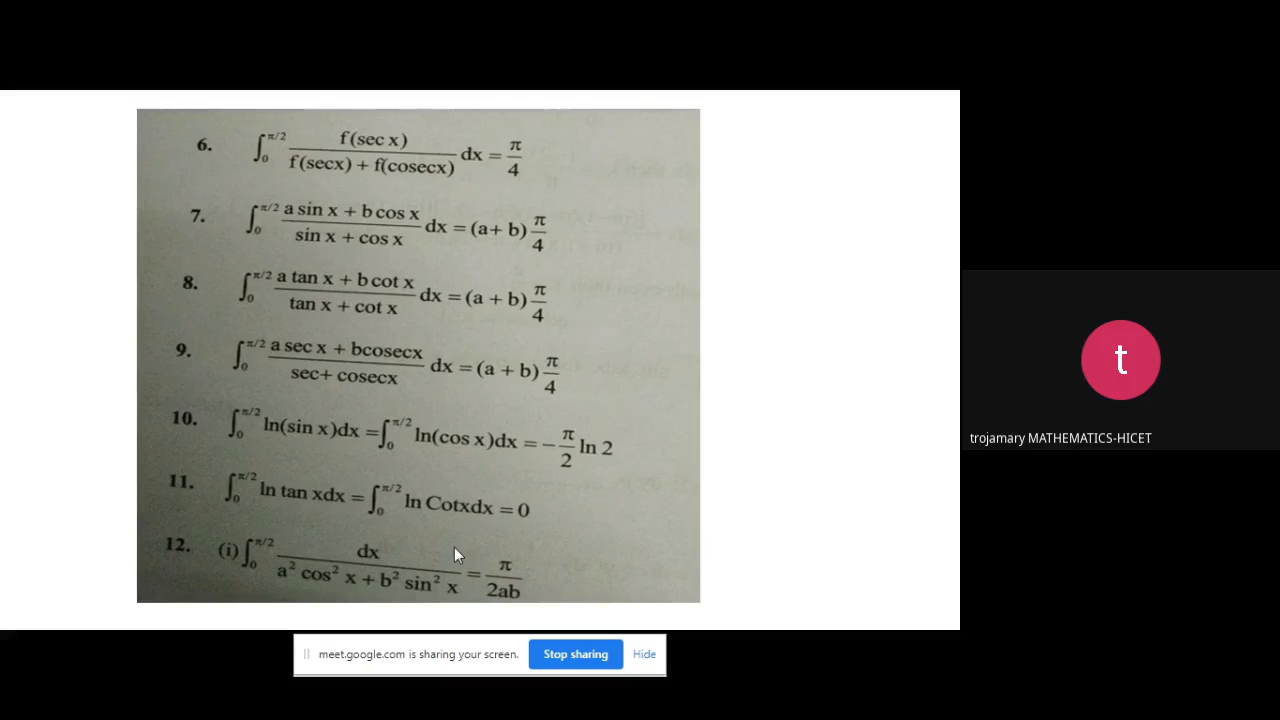 6. ∫₀^{π/2} f(sec x) / f(secx) + f(cosecx) dx = π/4
7. ∫₀^{π/2} a sin x + b cos x / sin x + cos x dx = (a+ b) π/4
8. ∫₀^{π/2} a tan x + b cot x / tan x + cot x dx = (a + b) π/4
9. ∫₀^{π/2} a sec x + bcosecx / sec+ cosecx dx = (a + b) π/4
10. ∫₀^{π/2} ln(sin x)dx = ∫₀^{π/2} ln(cos x)dx = − π/2 ln 2
11. ∫₀^{π/2} ln tan xdx = ∫₀^{π/2} ln Cotxdx = 0
12. (i) ∫₀^{π/2} dx / a² cos² x + b² sin² x = π/2ab
t
trojamary MATHEMATICS-HICET
meet.google.com is sharing your screen. Stop sharing Hide